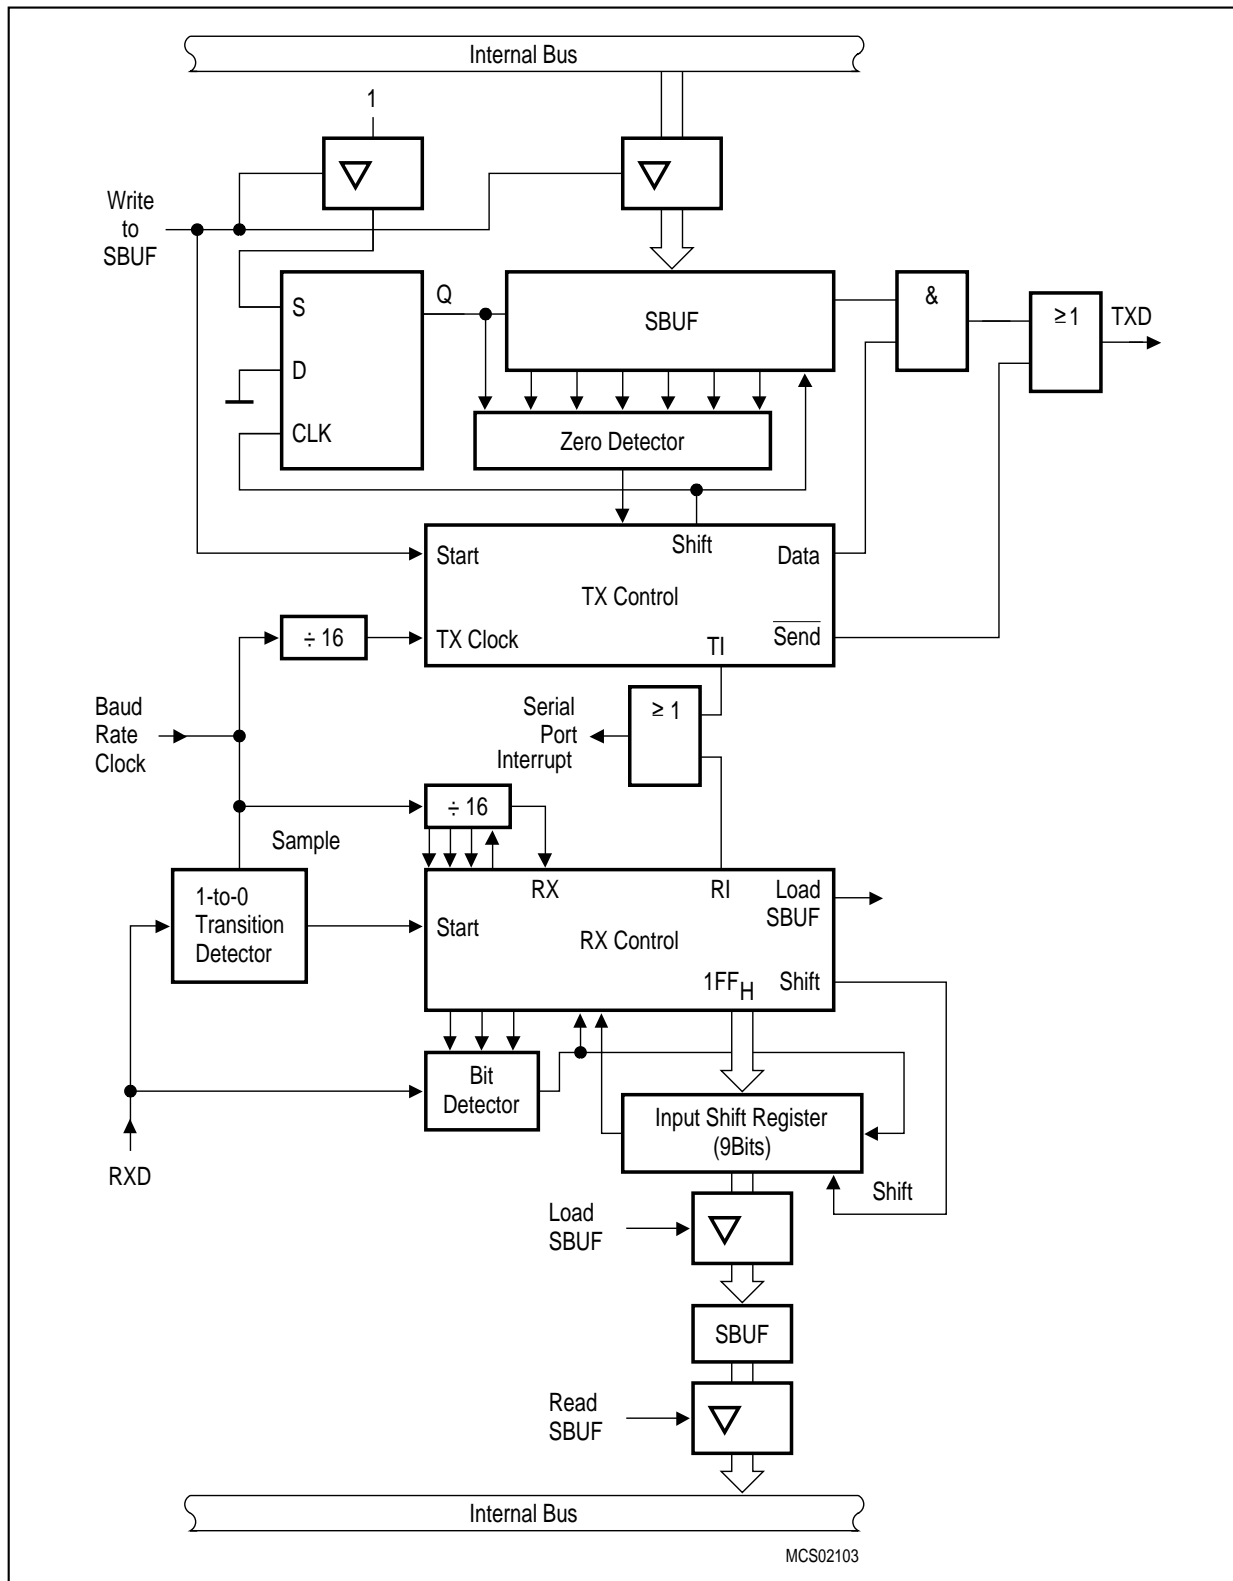 Internal Bus
1
Write
to
SBUF
S
D
CLK
Q
SBUF
&
≥ 1
TXD
Zero Detector
Start
Shift
Data
TX Control
TX Clock
TI
Send
÷ 16
Baud
Rate
Clock
Serial
Port
Interrupt
≥ 1
÷ 16
Sample
1-to-0
Transition
Detector
RX
RI
Load
SBUF
Start
RX Control
1FFH
Shift
Bit
Detector
Input Shift Register
(9Bits)
RXD
Shift
Load
SBUF
SBUF
Read
SBUF
Internal Bus
MCS02103